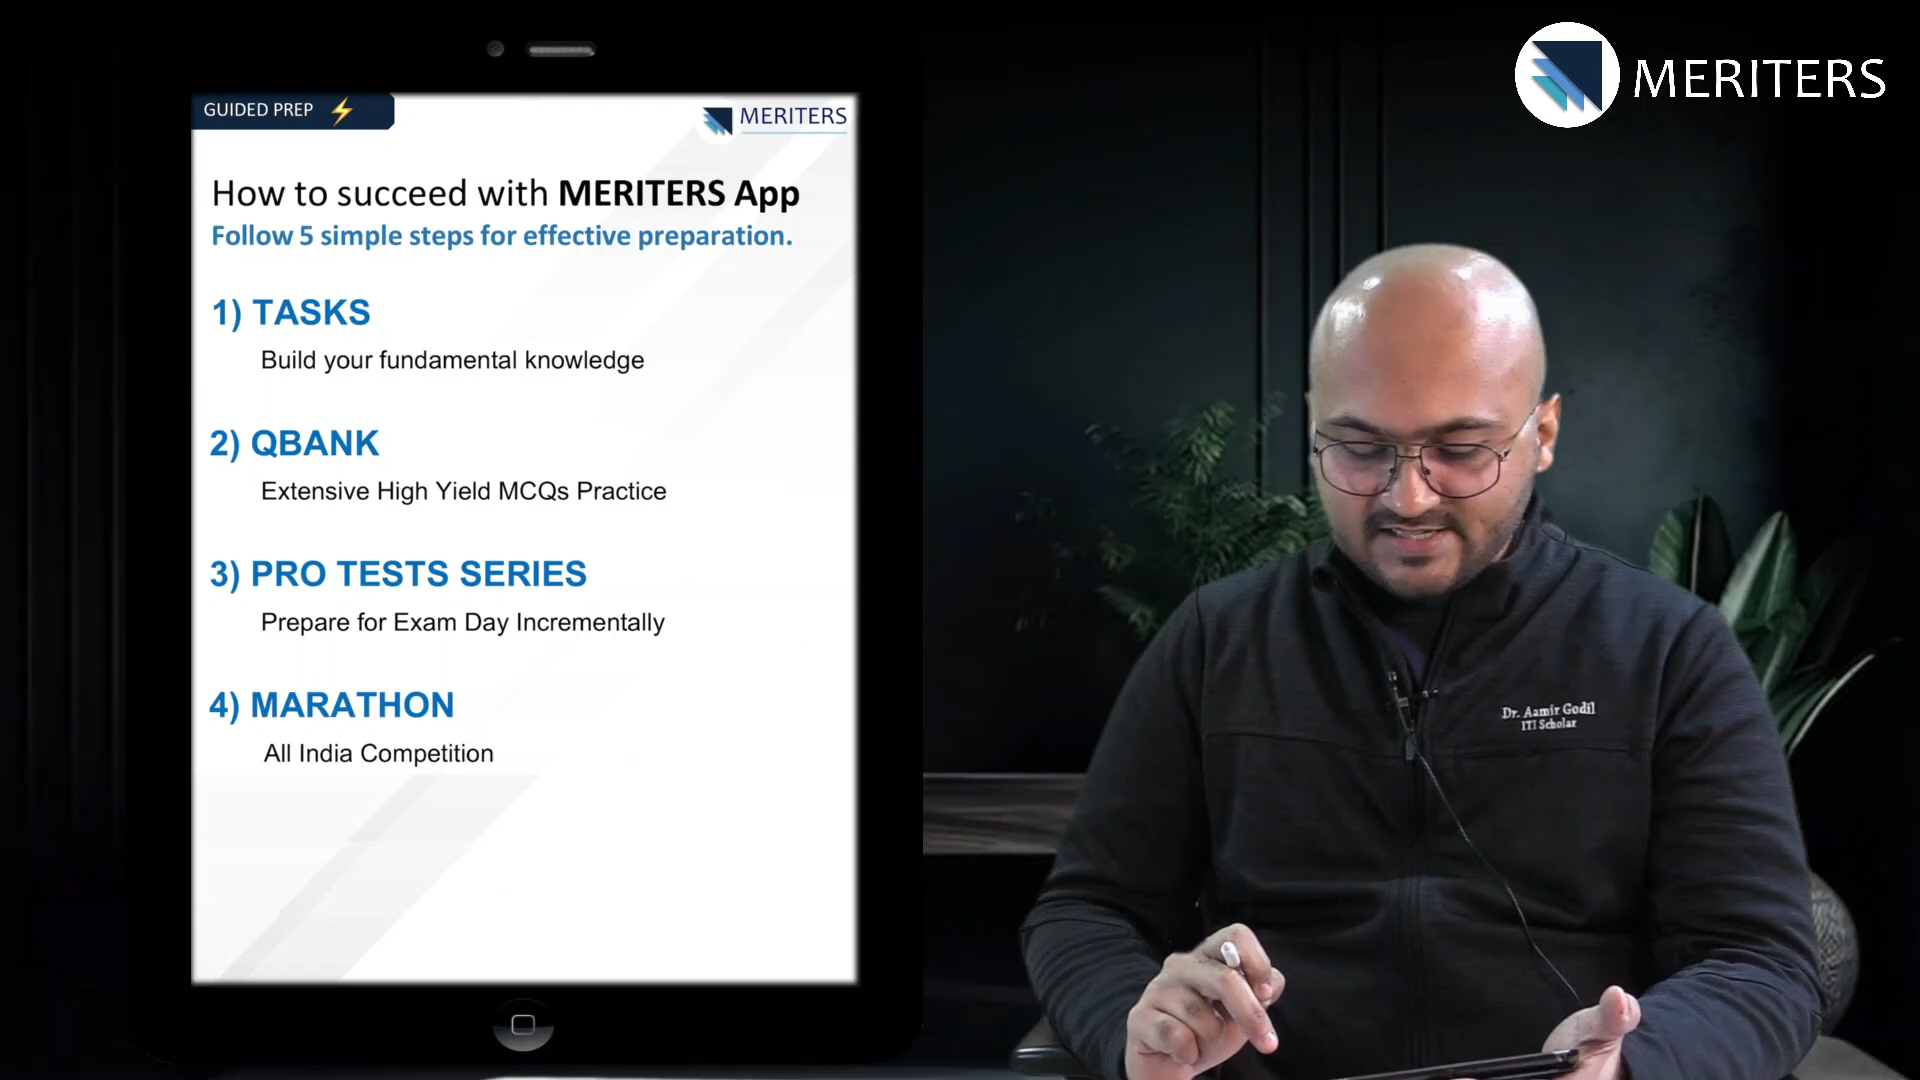 GUIDED PREP
MERITERS
How to succeed with MERITERS App
Follow 5 simple steps for effective preparation.
1) TASKS
Build your fundamental knowledge
2) QBANK
Extensive High Yield MCQs Practice
3) PRO TESTS SERIES
Prepare for Exam Day Incrementally
4) MARATHON
All India Competition
MERITERS
Dr. Aamir Godil
ITI Scholar